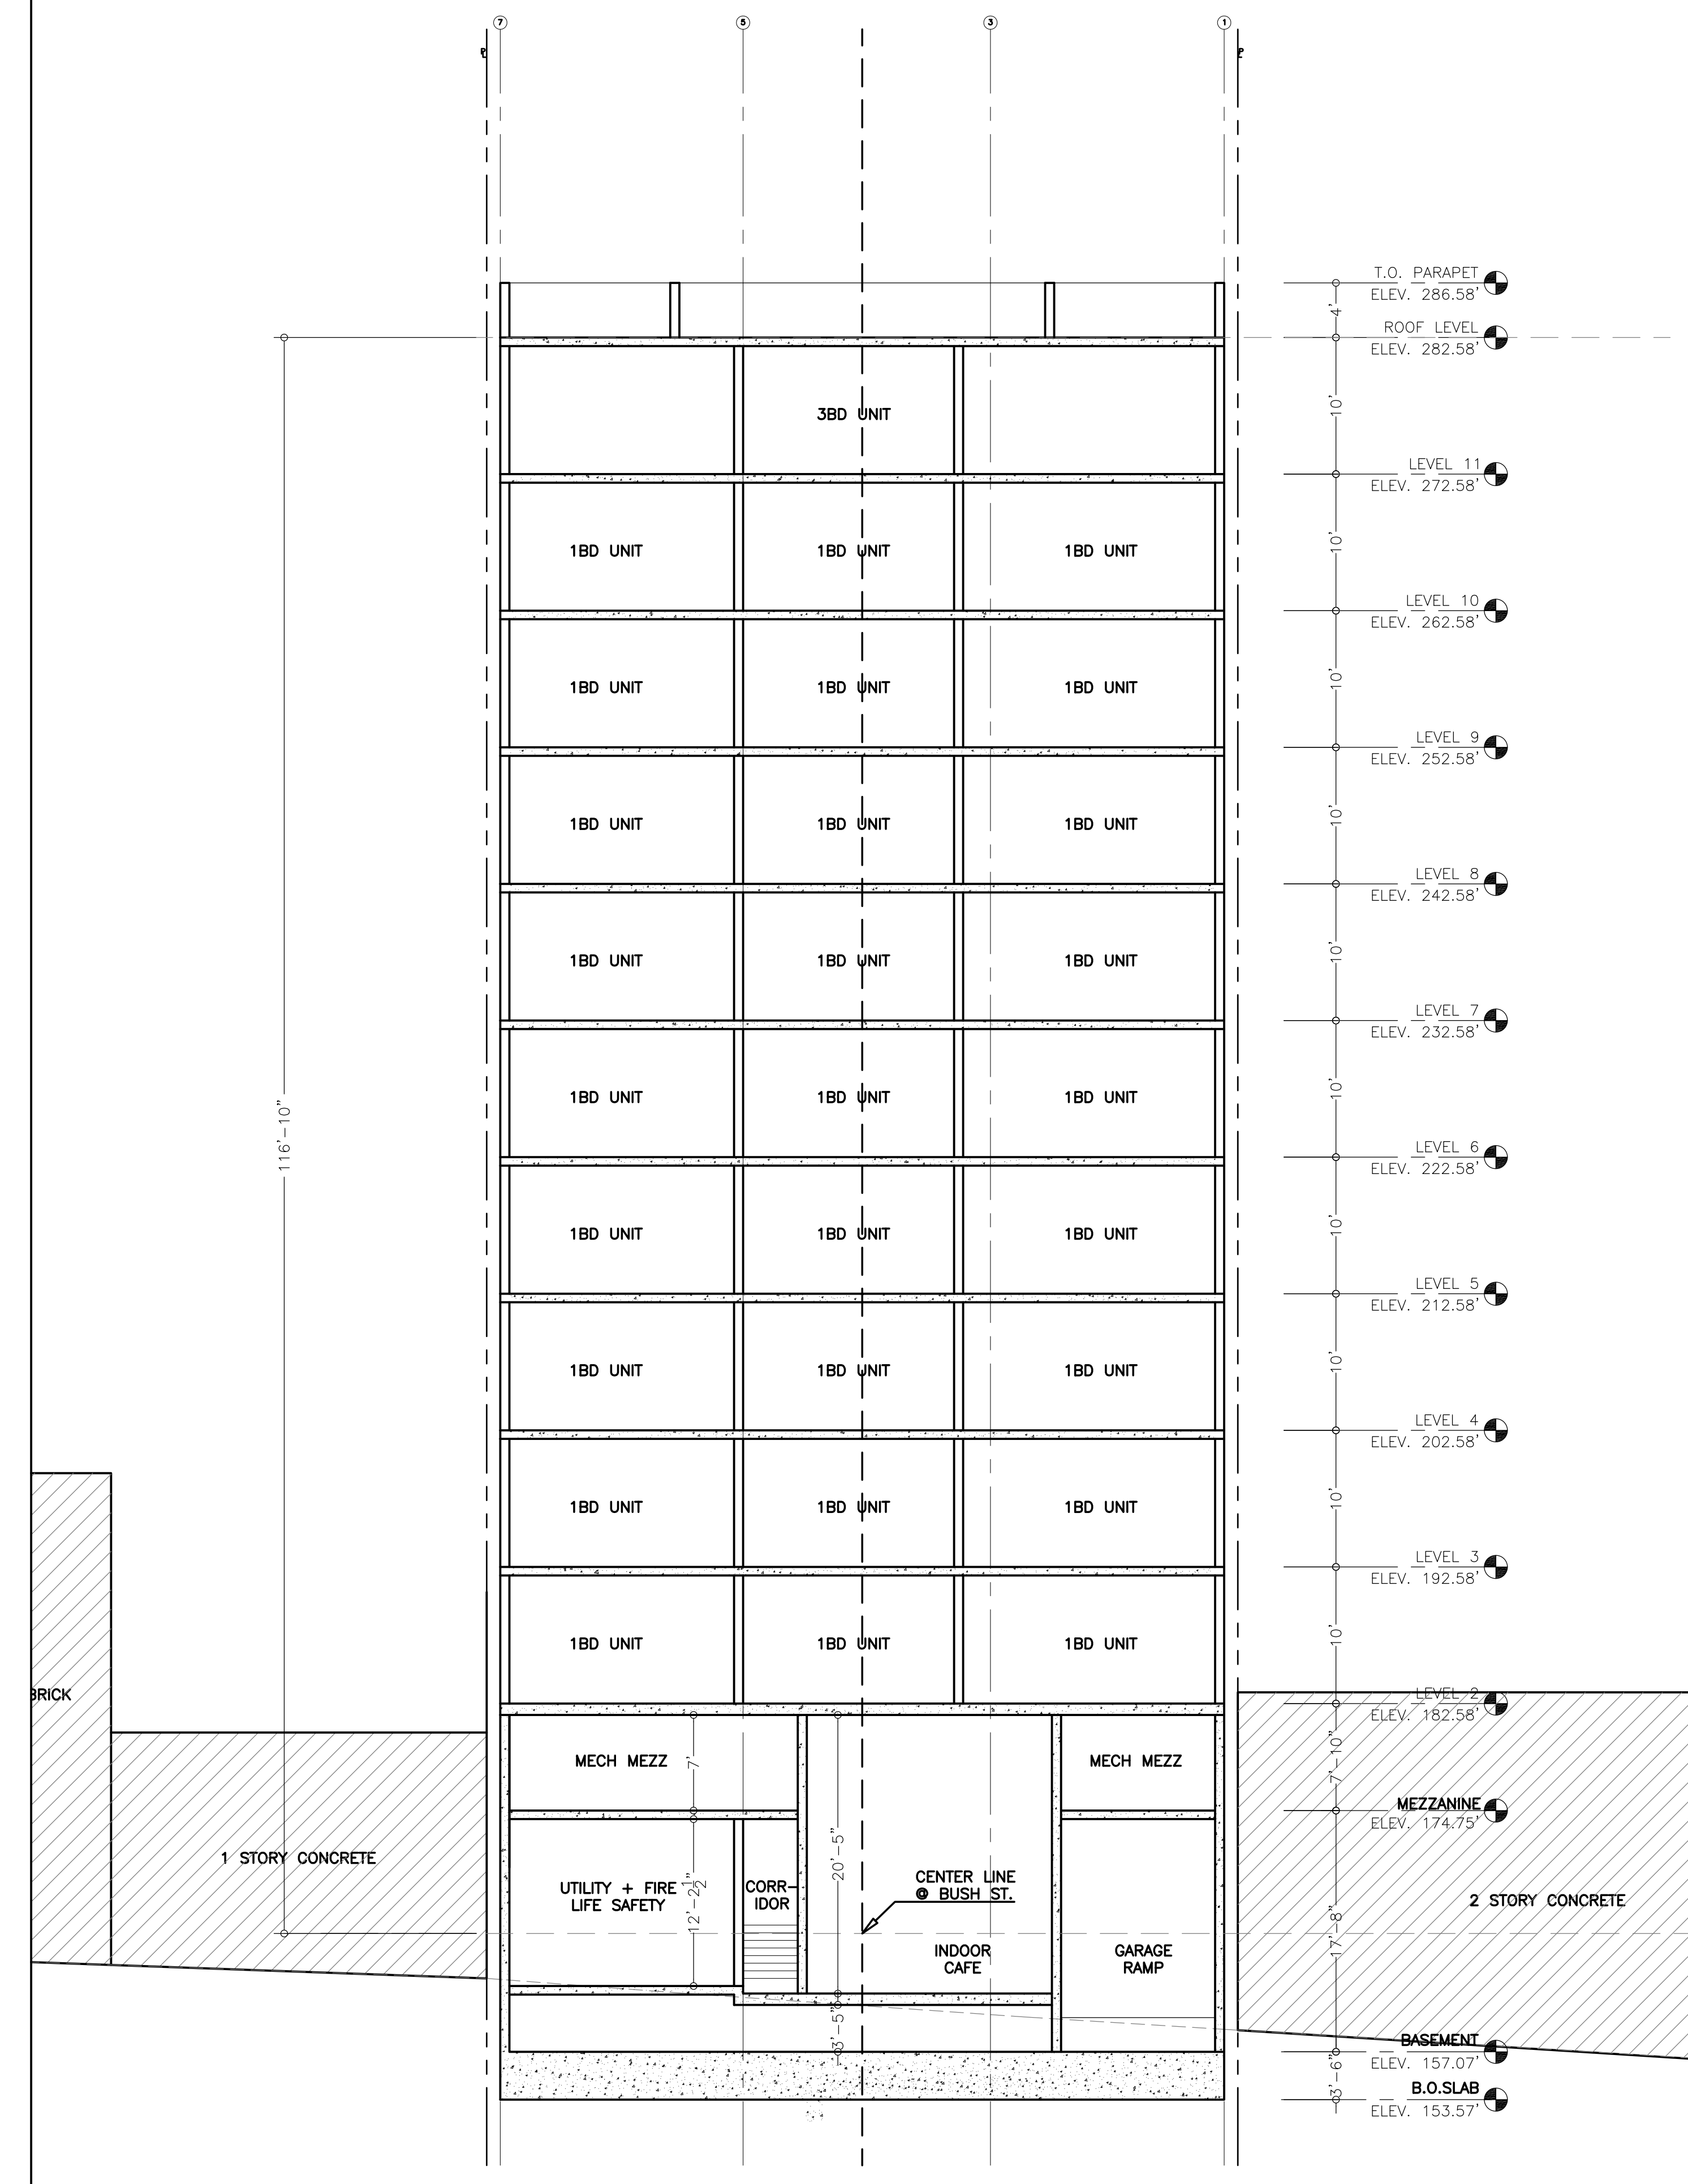 7
5
3
1
PL
PL
T.O. PARAPET
ELEV. 286.58'
4'
ROOF LEVEL
ELEV. 282.58'
10'
3BD UNIT
LEVEL 11
ELEV. 272.58'
10'
1BD UNIT 1BD UNIT 1BD UNIT
LEVEL 10
ELEV. 262.58'
10'
1BD UNIT 1BD UNIT 1BD UNIT
LEVEL 9
ELEV. 252.58'
10'
1BD UNIT 1BD UNIT 1BD UNIT
LEVEL 8
ELEV. 242.58'
10'
1BD UNIT 1BD UNIT 1BD UNIT
LEVEL 7
ELEV. 232.58'
10'
1BD UNIT 1BD UNIT 1BD UNIT
116'-10"
LEVEL 6
ELEV. 222.58'
10'
1BD UNIT 1BD UNIT 1BD UNIT
LEVEL 5
ELEV. 212.58'
10'
1BD UNIT 1BD UNIT 1BD UNIT
LEVEL 4
ELEV. 202.58'
10'
1BD UNIT 1BD UNIT 1BD UNIT
LEVEL 3
ELEV. 192.58'
10'
1BD UNIT 1BD UNIT 1BD UNIT
BRICK
LEVEL 2
ELEV. 182.58'
7'-10"
MECH MEZZ
7'
MECH MEZZ
MEZZANINE
ELEV. 174.75'
1 STORY CONCRETE
20'-5"
UTILITY + FIRE
LIFE SAFETY
12'-2 1/2"
CORR-
IDOR
CENTER LINE
@ BUSH ST.
2 STORY CONCRETE
17'-8"
INDOOR
CAFE
GARAGE
RAMP
3'-5"
BASEMENT
ELEV. 157.07'
3'-6"
B.O.SLAB
ELEV. 153.57'